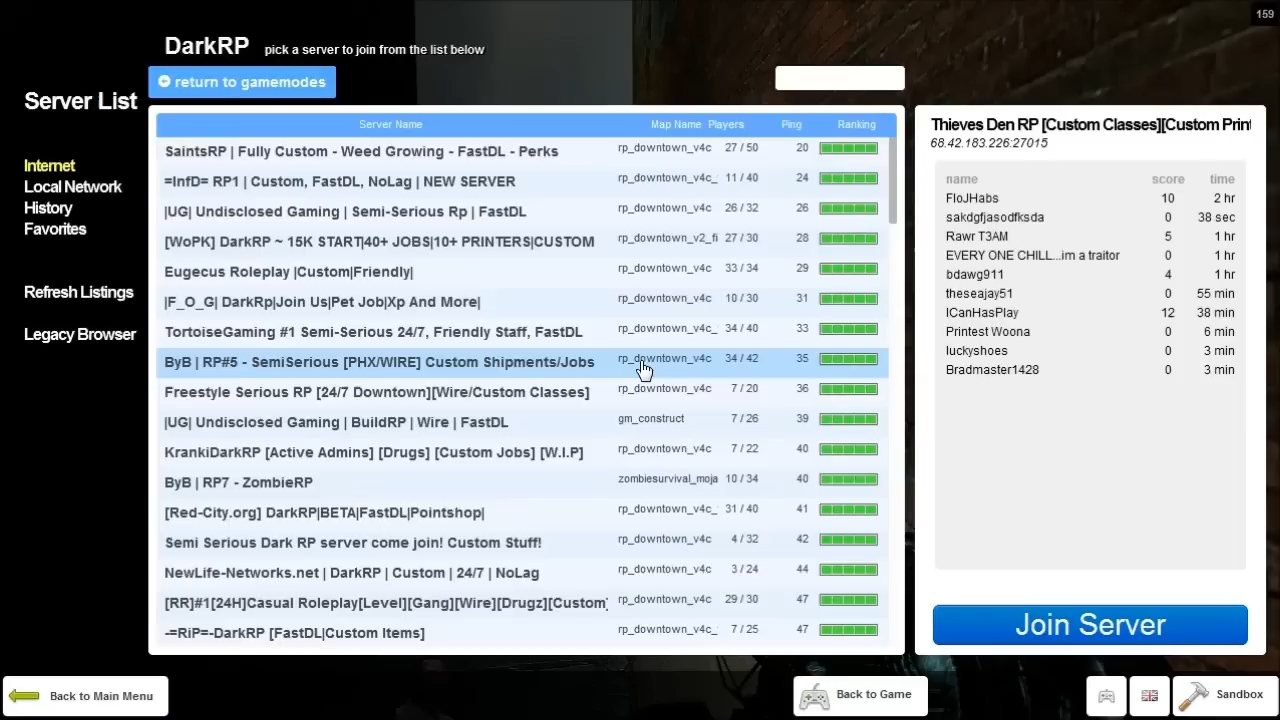 159
DarkRP pick a server to join from the list below
return to gamemodes
Server List
Internet
Local Network
History
Favorites
Refresh Listings
Legacy Browser
Server Name Map Name Players Ping Ranking
SaintsRP | Fully Custom - Weed Growing - FastDL - Perks rp_downtown_v4c 27 / 50 20
=InfD= RP1 | Custom, FastDL, NoLag | NEW SERVER rp_downtown_v4c_ 11 / 40 24
|UG| Undisclosed Gaming | Semi-Serious Rp | FastDL rp_downtown_v4c 26 / 32 26
[WoPK] DarkRP ~ 15K START|40+ JOBS|10+ PRINTERS|CUSTOM rp_downtown_v2_fi 27 / 30 28
Eugecus Roleplay |Custom|Friendly| rp_downtown_v4c 33 / 34 29
|F_O_G| DarkRp|Join Us|Pet Job|Xp And More| rp_downtown_v4c 10 / 30 31
TortoiseGaming #1 Semi-Serious 24/7, Friendly Staff, FastDL rp_downtown_v4c_ 34 / 40 33
ByB | RP#5 - SemiSerious [PHX/WIRE] Custom Shipments/Jobs rp_downtown_v4c 34 / 42 35
Freestyle Serious RP [24/7 Downtown][Wire/Custom Classes] rp_downtown_v4c 7 / 20 36
|UG| Undisclosed Gaming | BuildRP | Wire | FastDL gm_construct 7 / 26 39
KrankiDarkRP [Active Admins] [Drugs] [Custom Jobs] [W.I.P] rp_downtown_v4c 7 / 22 40
ByB | RP7 - ZombieRP zombiesurvival_moja 10 / 34 40
[Red-City.org] DarkRP|BETA|FastDL|Pointshop| rp_downtown_v4c_ 31 / 40 41
Semi Serious Dark RP server come join! Custom Stuff! rp_downtown_v4c 4 / 32 42
NewLife-Networks.net | DarkRP | Custom | 24/7 | NoLag rp_downtown_v4c 3 / 24 44
[RR]#1[24H]Casual Roleplay[Level][Gang][Wire][Drugz][Custom] rp_downtown_v4c 29 / 30 47
-=RiP=-DarkRP [FastDL|Custom Items] rp_downtown_v4c_ 7 / 25 47
Thieves Den RP [Custom Classes][Custom Print
68.42.183.226:27015
name score time
FloJHabs 10 2 hr
sakdgfjasodfksda 0 38 sec
Rawr T3AM 5 1 hr
EVERY ONE CHILL...im a traitor 0 1 hr
bdawg911 4 1 hr
theseajay51 0 55 min
ICanHasPlay 12 38 min
Printest Woona 0 6 min
luckyshoes 0 3 min
Bradmaster1428 0 3 min
Join Server
Back to Main Menu
Back to Game
Sandbox